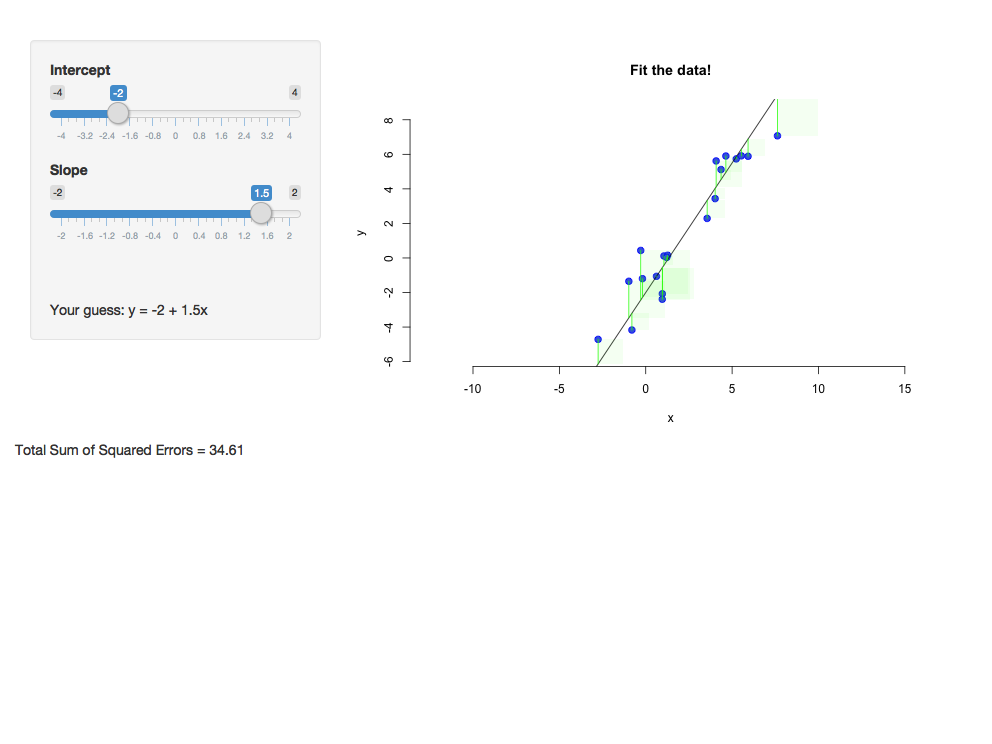 Intercept
-4 -2 4
-4 -3.2 -2.4 -1.6 -0.8 0 0.8 1.6 2.4 3.2 4
Slope
-2 1.5 2
-2 -1.6 -1.2 -0.8 -0.4 0 0.4 0.8 1.2 1.6 2
Your guess: y = -2 + 1.5x
Fit the data!
8
6
4
2
0
-2
-4
-6
y
-10 -5 0 5 10 15
x
Total Sum of Squared Errors = 34.61